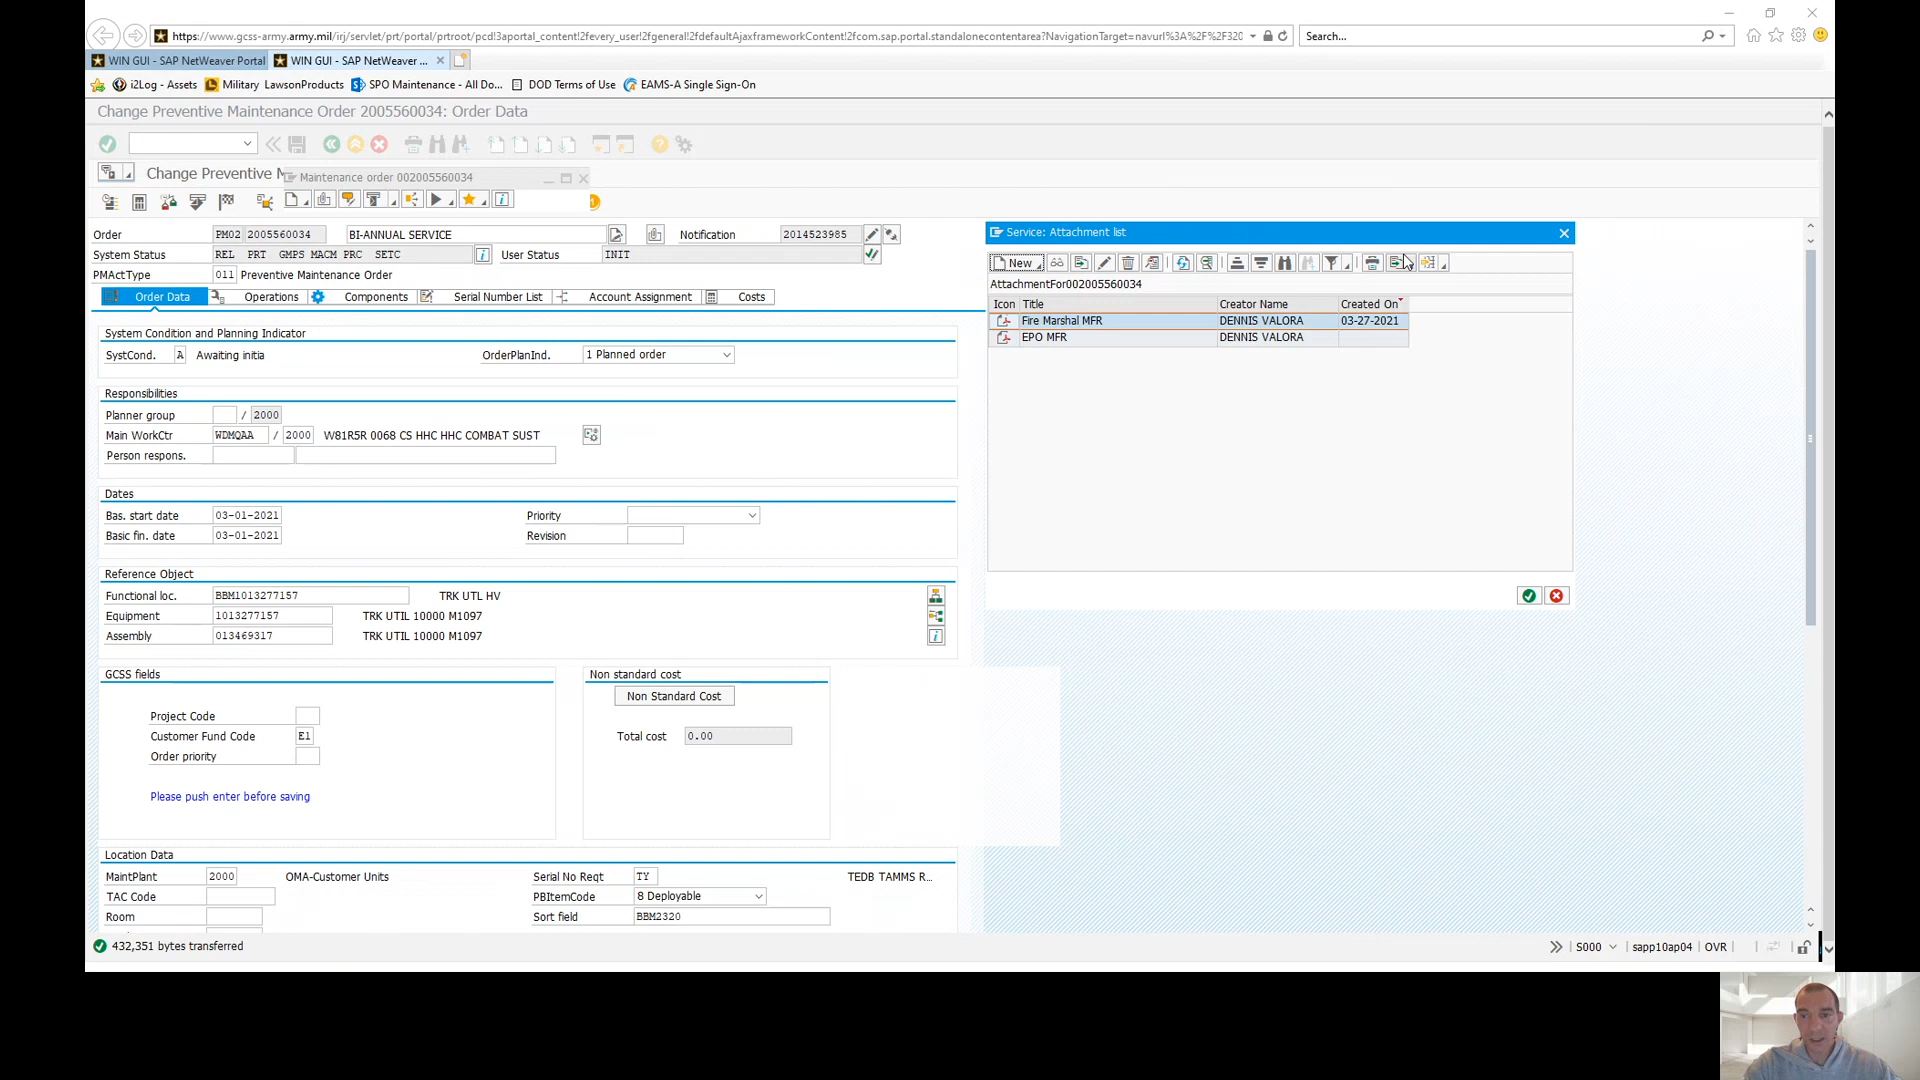 https://www.gcss-army.army.mil/irj/servlet/prt/portal/prtroot/pcd!3aportal_content!2fevery_user!2fgeneral!2fdefaultAjaxframeworkContent!2fcom.sap.portal.standalonecontentarea?NavigationTarget=navurl%3A%2F%2F320
Search...
WIN GUI - SAP NetWeaver Portal
WIN GUI - SAP NetWeaver ...
i2Log - Assets
Military LawsonProducts
SPO Maintenance - All Do...
DOD Terms of Use
EAMS-A Single Sign-On
Change Preventive Maintenance Order 2005560034: Order Data
Change Preventive M
Maintenance order 002005560034
Order PM02 2005560034 BI-ANNUAL SERVICE Notification 2014523985
System Status REL PRT GMPS MACM PRC SETC User Status INIT
PMActType 011 Preventive Maintenance Order
Order Data Operations Components Serial Number List Account Assignment Costs
System Condition and Planning Indicator
SystCond. A Awaiting initia OrderPlanInd. 1 Planned order
Responsibilities
Planner group / 2000
Main WorkCtr WDMQAA / 2000 W81R5R 0068 CS HHC HHC COMBAT SUST
Person respons.
Dates
Bas. start date 03-01-2021 Priority
Basic fin. date 03-01-2021 Revision
Reference Object
Functional loc. BBM1013277157 TRK UTL HV
Equipment 1013277157 TRK UTIL 10000 M1097
Assembly 013469317 TRK UTIL 10000 M1097
GCSS fields Non standard cost
Non Standard Cost
Project Code
Customer Fund Code E1 Total cost 0.00
Order priority
Please push enter before saving
Location Data
MaintPlant 2000 OMA-Customer Units Serial No Reqt TY TEDB TAMMS R...
TAC Code PBItemCode 8 Deployable
Room Sort field BBM2320
Service: Attachment list
New
AttachmentFor002005560034
Icon Title Creator Name Created On
Fire Marshal MFR DENNIS VALORA 03-27-2021
EPO MFR DENNIS VALORA
432,351 bytes transferred
S000 sapp10ap04 OVR